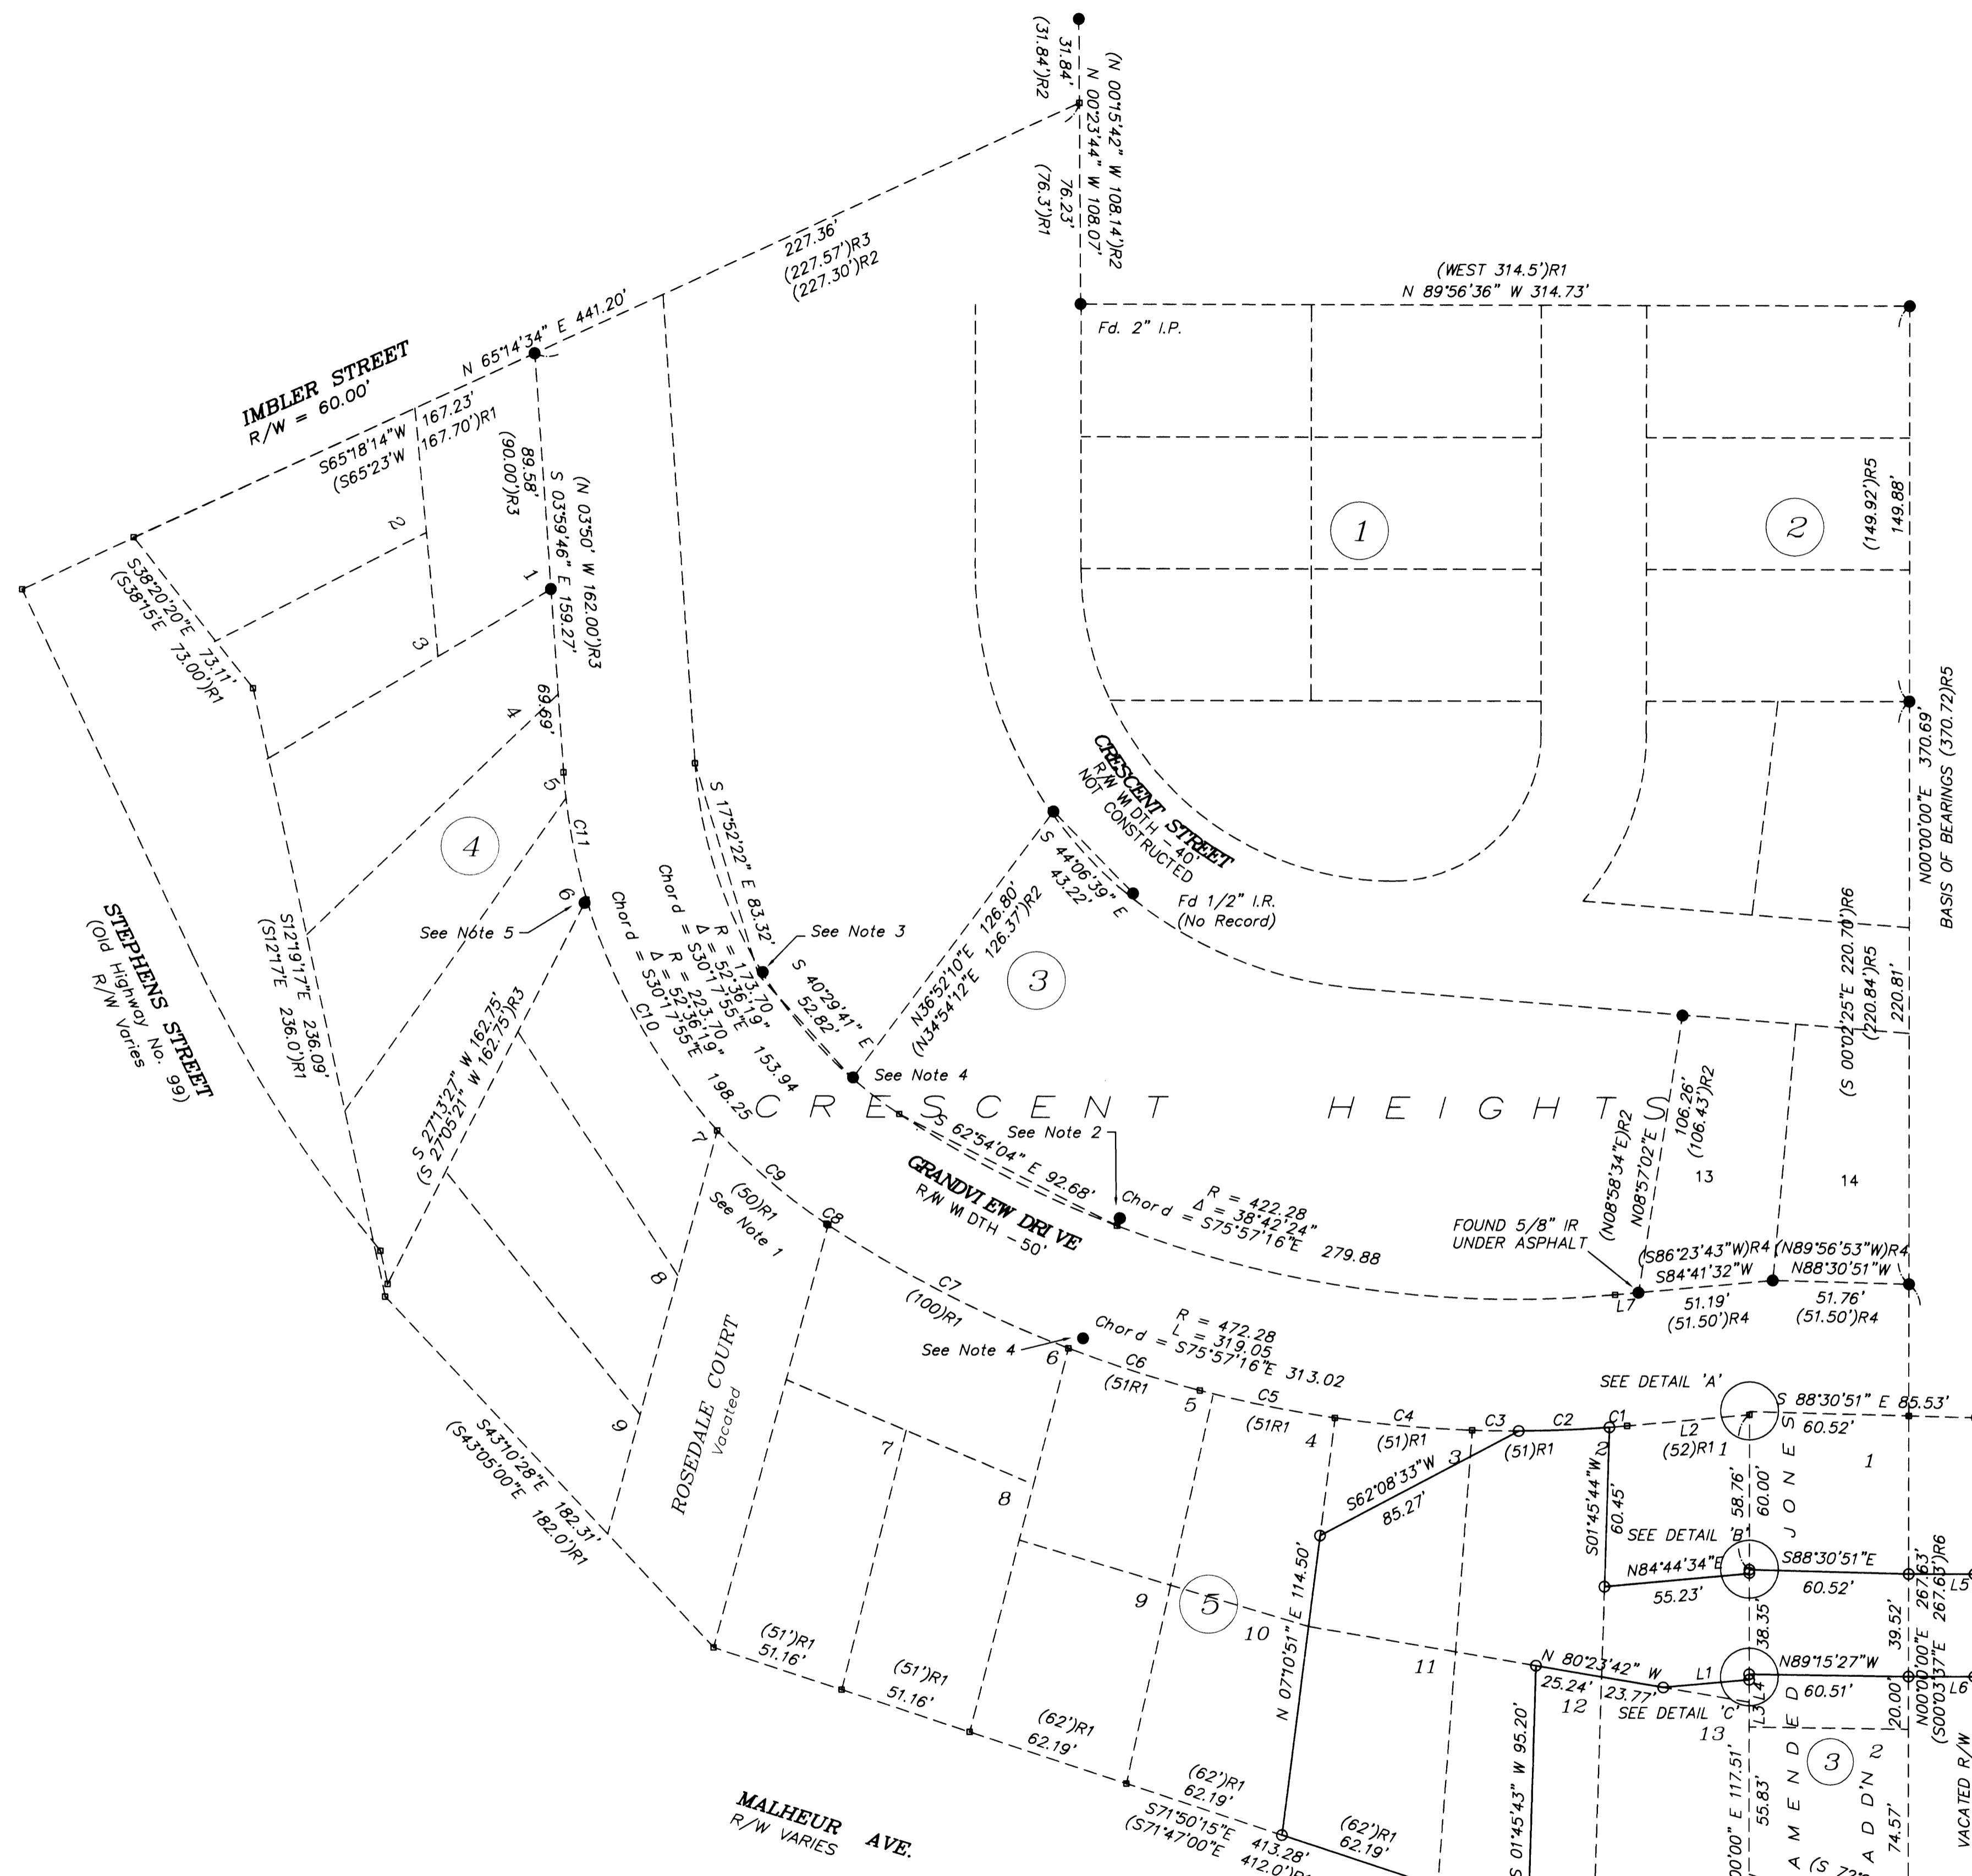 31.84'
(31.84')R2
(N 00°15'42" W 108.14')R2
N 00°23'44" W 108.07'
76.23'
(76.3')R1
227.36'
(227.57')R3
(227.30')R2
(WEST 314.5')R1
N 89°56'36" W 314.73'
Fd. 2" I.P.
N 65°14'34" E 441.20'
IMBLER STREET
R/W = 60.00'
S65°18'14"W 167.23'
(S65°23'W 167.70')R1
89.58'
(90.00')R3
(N 03°50' W 162.00')R3
S 03°59'46" E 159.27'
69.69'
S38°20'20"E 73.11'
(S38°15'E 73.00')R1
2
1
3
4
5
6
4
1
2
(149.92')R5
149.88'
N00°00'00"E 370.69'
BASIS OF BEARINGS (370.72)R5
CRESCENT STREET
R/W WIDTH - 40'
NOT CONSTRUCTED
S 44°06'39" E
43.22'
Fd 1/2" I.R.
(No Record)
S 17°52'22" E 83.32'
See Note 3
S 40°29'41" E
52.82'
N36°52'10"E 126.80'
(N34°54'12"E 126.37')R2
3
See Note 4
C11
See Note 5
R = 173.70
Δ = 52°36'19"
Chord = S30°17'55"E 153.94
R = 223.70
Δ = 52°36'19"
Chord = S30°17'55"E 198.25
C10
STEPHENS STREET
(Old Highway No. 99)
R/W Varies
S12°19'17"E 236.09'
(S12°17'E 236.0')R1
S 27°13'27" W 162.75'
(S 27°05'21" W 162.75')R3
(S 00°02'25"E 220.70')R6
(220.84')R5
220.81'
CRESCENT HEIGHTS
S 62°54'04" E 92.68'
See Note 2
GRANDVIEW DRIVE
R/W WIDTH - 50'
R = 422.28
Δ = 38°42'24"
Chord = S75°57'16"E 279.88
FOUND 5/8" IR
UNDER ASPHALT
(N08°58'34"E)R2
N08°57'02"E
106.26'
(106.43')R2
13
14
(S86°23'43"W)R4
S84°41'32"W
51.19'
(51.50')R4
(N89°56'53"W)R4
N88°30'51"W
51.76'
(51.50')R4
L7
7
C9
(50)R1
See Note 1
C8
8
9
C7
(100)R1
See Note 4
R = 472.28
L = 319.05
Chord = S75°57'16"E 313.02
6
C6
(51R1
5
C5
(51R1
4
C4
(51)R1
3
C3
C2
(51)R1
C1
2
L2
(52)R1
1
SEE DETAIL 'A'
S 88°30'51" E 85.53'
60.52'
ROSEDALE COURT
Vacated
S43°10'28"E 182.31'
(S43°05'00"E 182.0')R1
7
8
9
5
10
11
12
13
S62°08'33"W
85.27'
S01°45'44"W
60.45'
58.76'
60.00'
1
JONES
SEE DETAIL 'B'
N84°44'34"E
55.23'
S88°30'51"E
60.52'
L5
38.35'
39.52'
N00°00'00"E 267.63'
(S00°03'37"E 267.63')R6
N 07°10'51" E 114.50'
N 80°23'42" W
25.24'
23.77'
L1
N89°15'27"W
60.51'
L6
SEE DETAIL 'C'
L3
L4
20.00'
S 01°45'43" W 95.20'
00'00" E 117.51'
55.83'
AMENDED
3
2
ADD'N
74.57'
VACATED R/W
(51')R1
51.16'
(51')R1
51.16'
(62')R1
62.19'
(62')R1
62.19'
(62')R1
62.19'
S71°50'15"E 413.28'
(S71°47'00"E 412.0')R1
MALHEUR AVE.
R/W VARIES